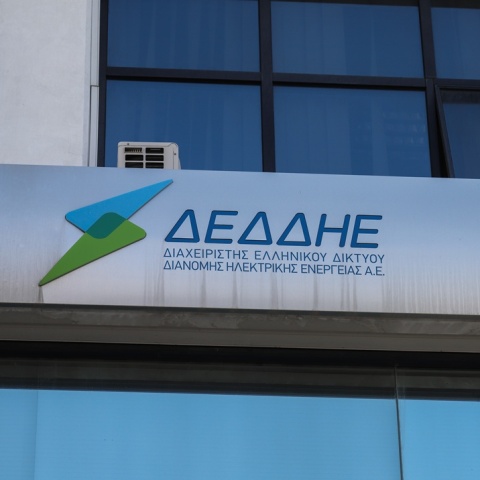 ΔΕΔΔΗΕ
ΔΙΑΧΕΙΡΙΣΤΗΣ ΕΛΛΗΝΙΚΟΥ ΔΙΚΤΥΟΥ
ΔΙΑΝΟΜΗΣ ΗΛΕΚΤΡΙΚΗΣ ΕΝΕΡΓΕΙΑΣ Α.Ε.